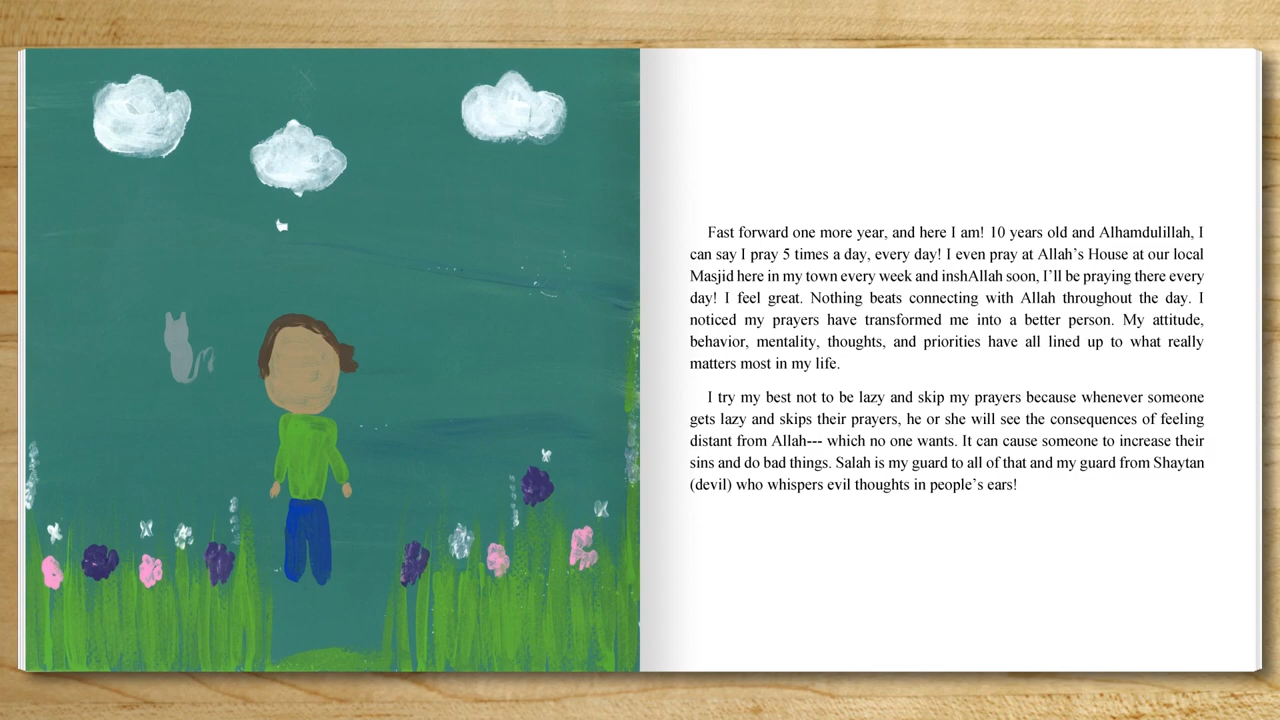 Fast forward one more year, and here I am! 10 years old and Alhamdulillah, I
can say I pray 5 times a day, every day! I even pray at Allah’s House at our local
Masjid here in my town every week and inshAllah soon, I’ll be praying there every
day! I feel great. Nothing beats connecting with Allah throughout the day. I
noticed my prayers have transformed me into a better person. My attitude,
behavior, mentality, thoughts, and priorities have all lined up to what really
matters most in my life.
I try my best not to be lazy and skip my prayers because whenever someone
gets lazy and skips their prayers, he or she will see the consequences of feeling
distant from Allah--- which no one wants. It can cause someone to increase their
sins and do bad things. Salah is my guard to all of that and my guard from Shaytan
(devil) who whispers evil thoughts in people’s ears!